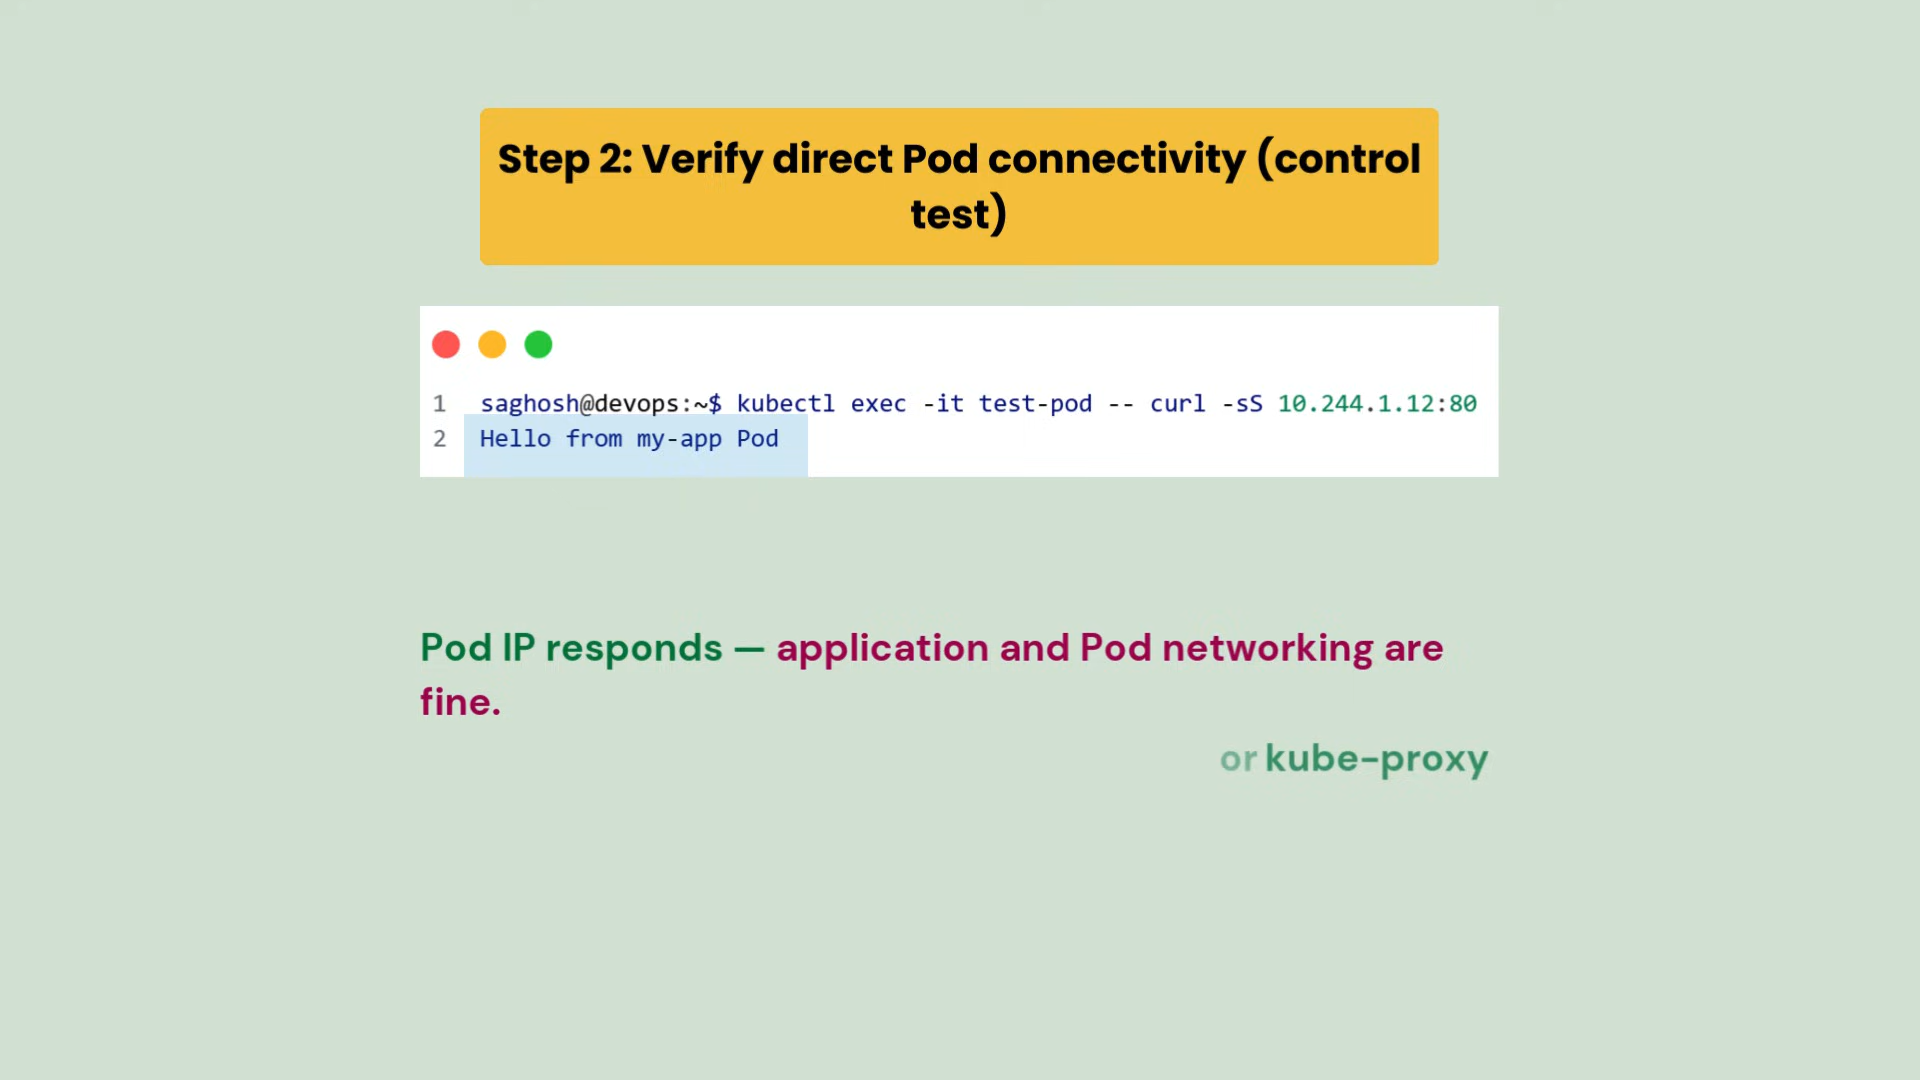 Step 2: Verify direct Pod connectivity (control
test)
1 saghosh@devops:~$ kubectl exec -it test-pod -- curl -sS 10.244.1.12:80
2 Hello from my-app Pod
Pod IP responds — application and Pod networking are
fine.
or kube-proxy